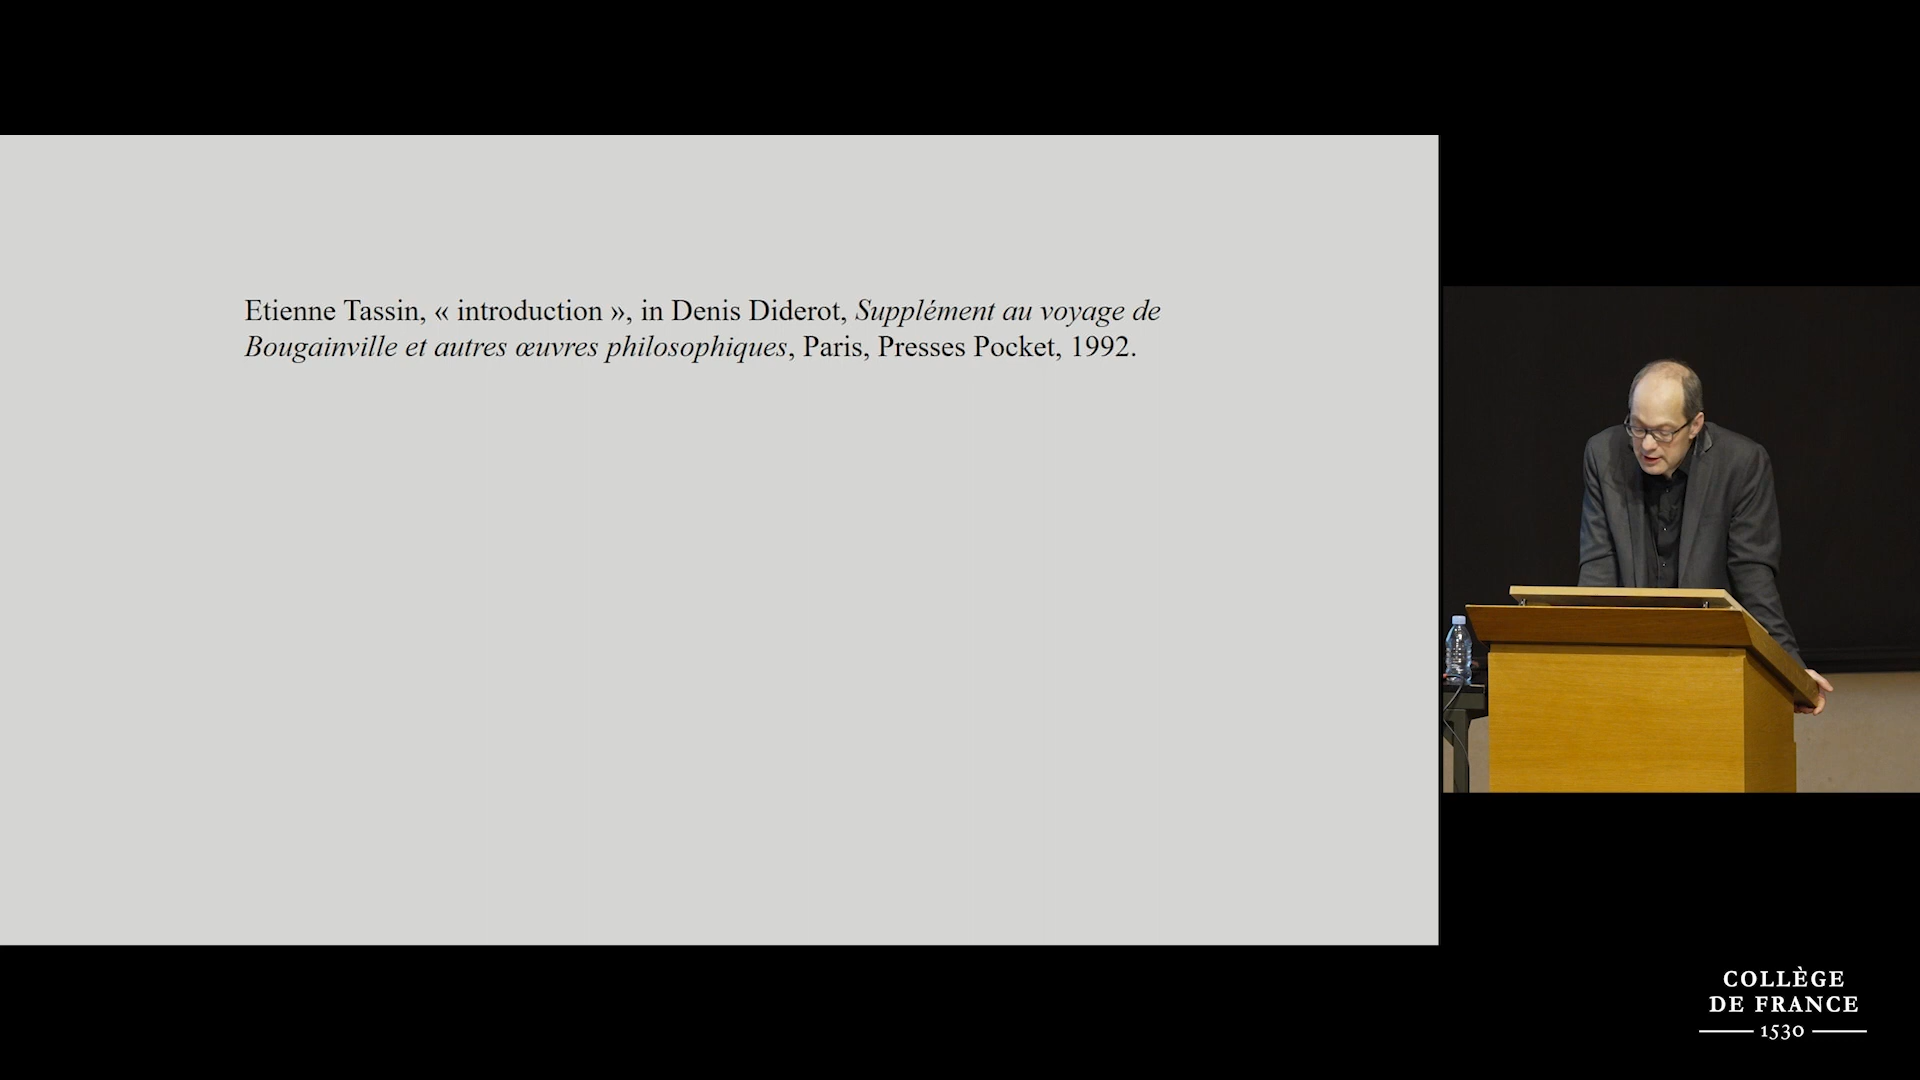 Etienne Tassin, « introduction », in Denis Diderot, Supplément au voyage de
Bougainville et autres œuvres philosophiques, Paris, Presses Pocket, 1992.
COLLÈGE
DE FRANCE
1530